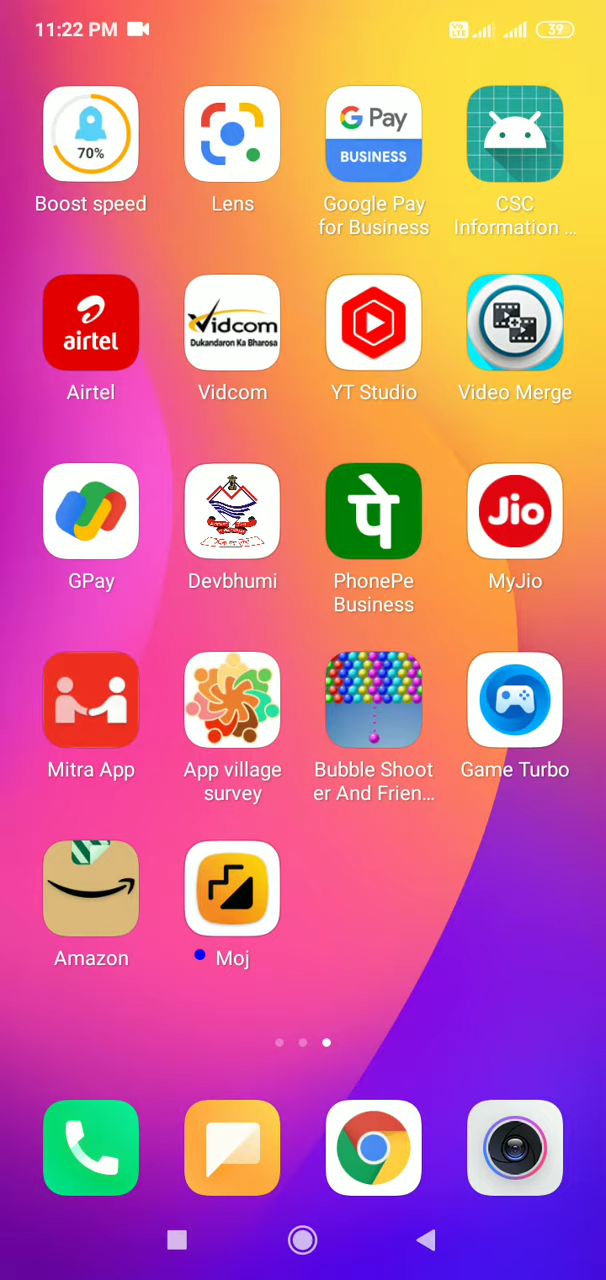 11:22 PM
Vo LTE 39
70%
G Pay
BUSINESS
Boost speed
Lens
Google Pay for Business
CSC Information ...
airtel
Vidcom
Dukandaron Ka Bharosa
Airtel
Vidcom
YT Studio
Video Merge
पे
Jio
GPay
Devbhumi
PhonePe Business
MyJio
Mitra App
App village survey
Bubble Shoot
er And Frien...
Game Turbo
Amazon
Moj